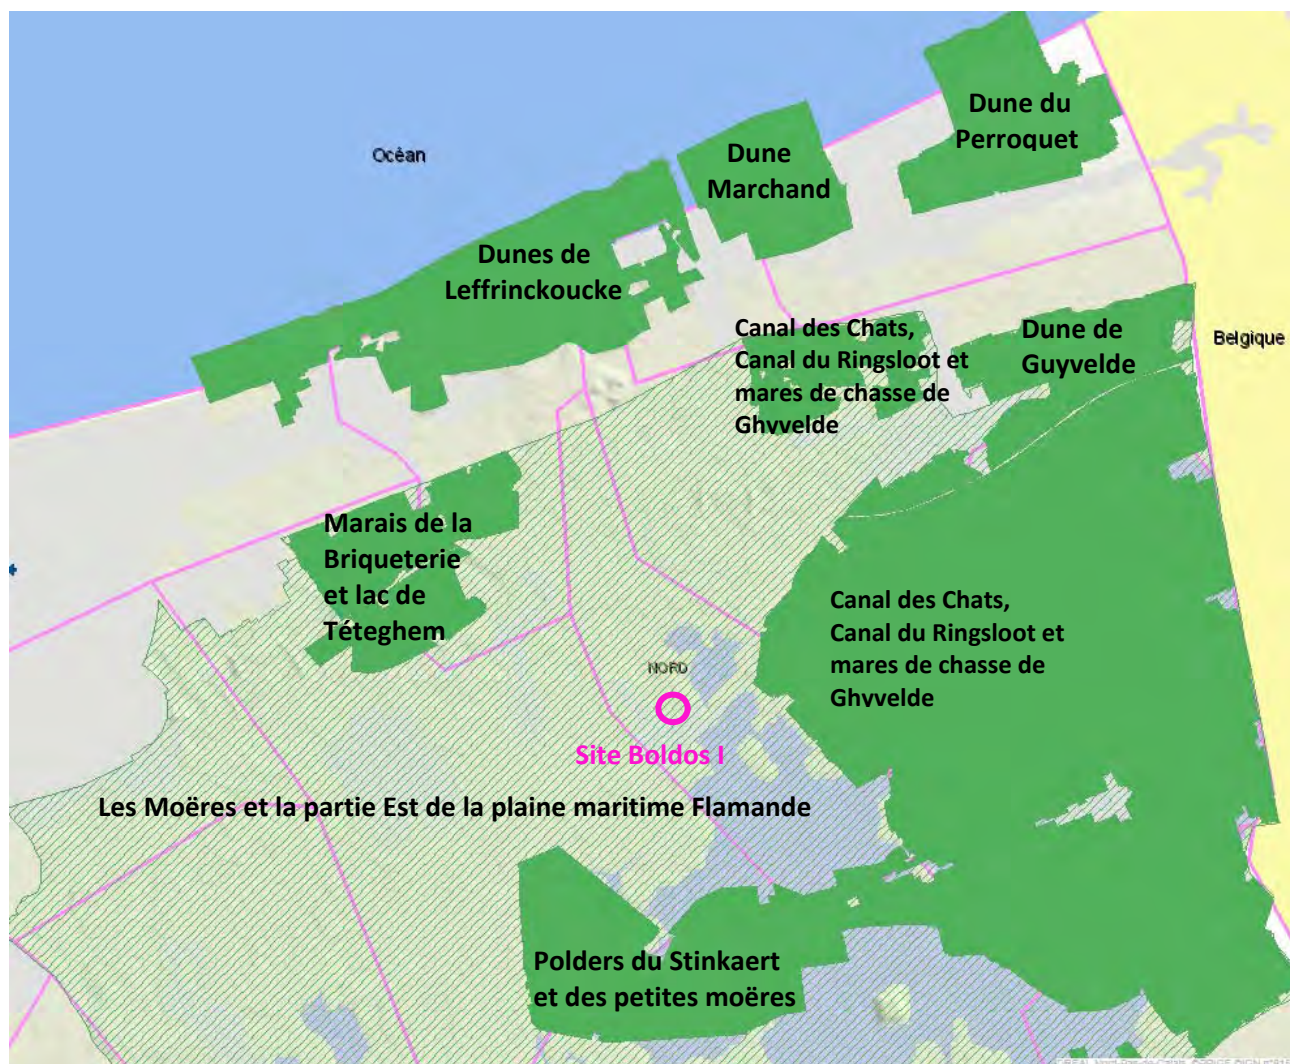 Dune du
Perroquet
Océan
Dune
Marchand
Dunes de
Leffrinckoucke
Canal des Chats,
Canal du Ringsloot et
mares de chasse de
Ghvvelde
Dune de
Guyvelde
Belgique
Marais de la
Briqueterie
et lac de
Téteghem
Canal des Chats,
Canal du Ringsloot et
mares de chasse de
Ghvvelde
NORD
Site Boldos I
Les Moëres et la partie Est de la plaine maritime Flamande
Polders du Stinkaert
et des petites moëres